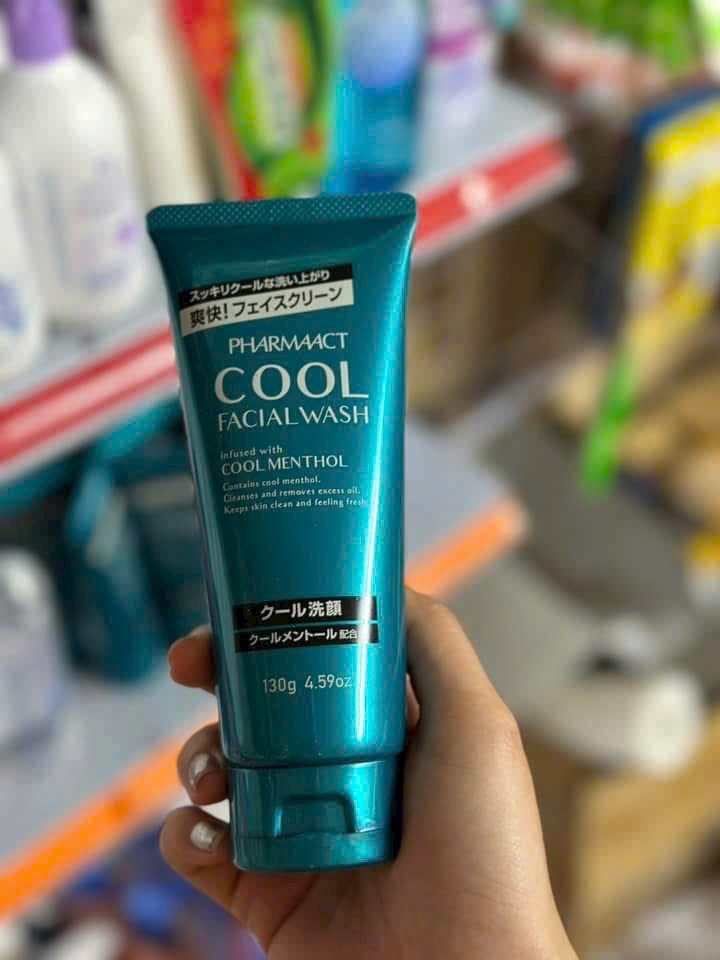 スッキリクールな洗い上がり
爽快！フェイスクリーン
PHARMAACT
COOL
FACIAL WASH
Infused with
COOL MENTHOL
Contains cool menthol.
Cleanses and removes excess oil.
Keeps skin clean and feeling fresh.
クール洗顔
クールメントール配合
130g 4.59oz.